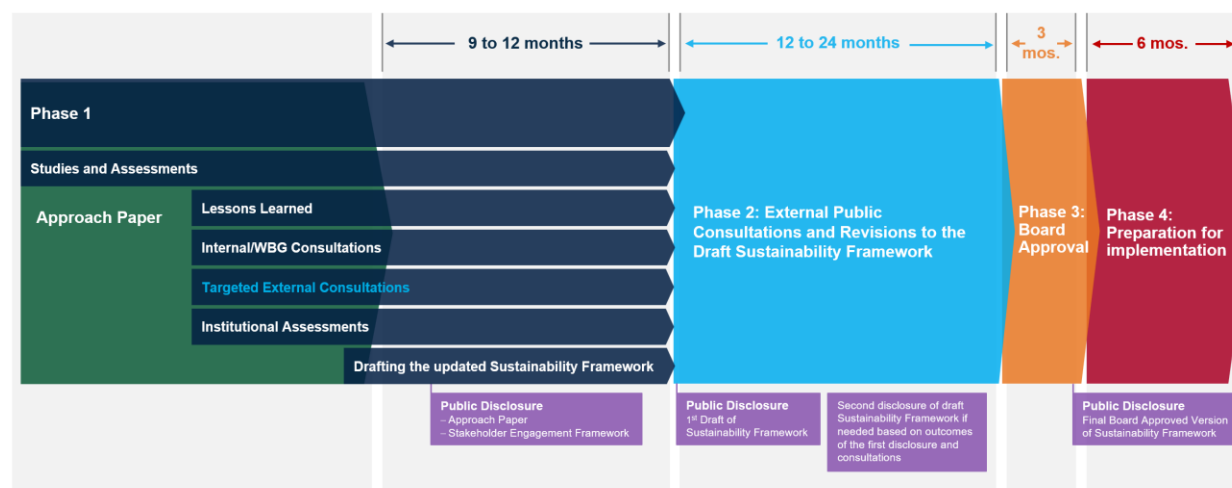 9 to 12 months
12 to 24 months
3
mos.
6 mos.
Phase 1
Studies and Assessments
Approach Paper
Lessons Learned
Internal/WBG Consultations
Targeted External Consultations
Institutional Assessments
Drafting the updated Sustainability Framework
Phase 2: External Public
Consultations and Revisions to the
Draft Sustainability Framework
Phase 3:
Board
Approval
Phase 4:
Preparation for
implementation
Public Disclosure
– Approach Paper
– Stakeholder Engagement Framework
Public Disclosure
1st Draft of
Sustainability Framework
Second disclosure of draft
Sustainability Framework if
needed based on outcomes
of the first disclosure and
consultations
Public Disclosure
Final Board Approved Version
of Sustainability Framework